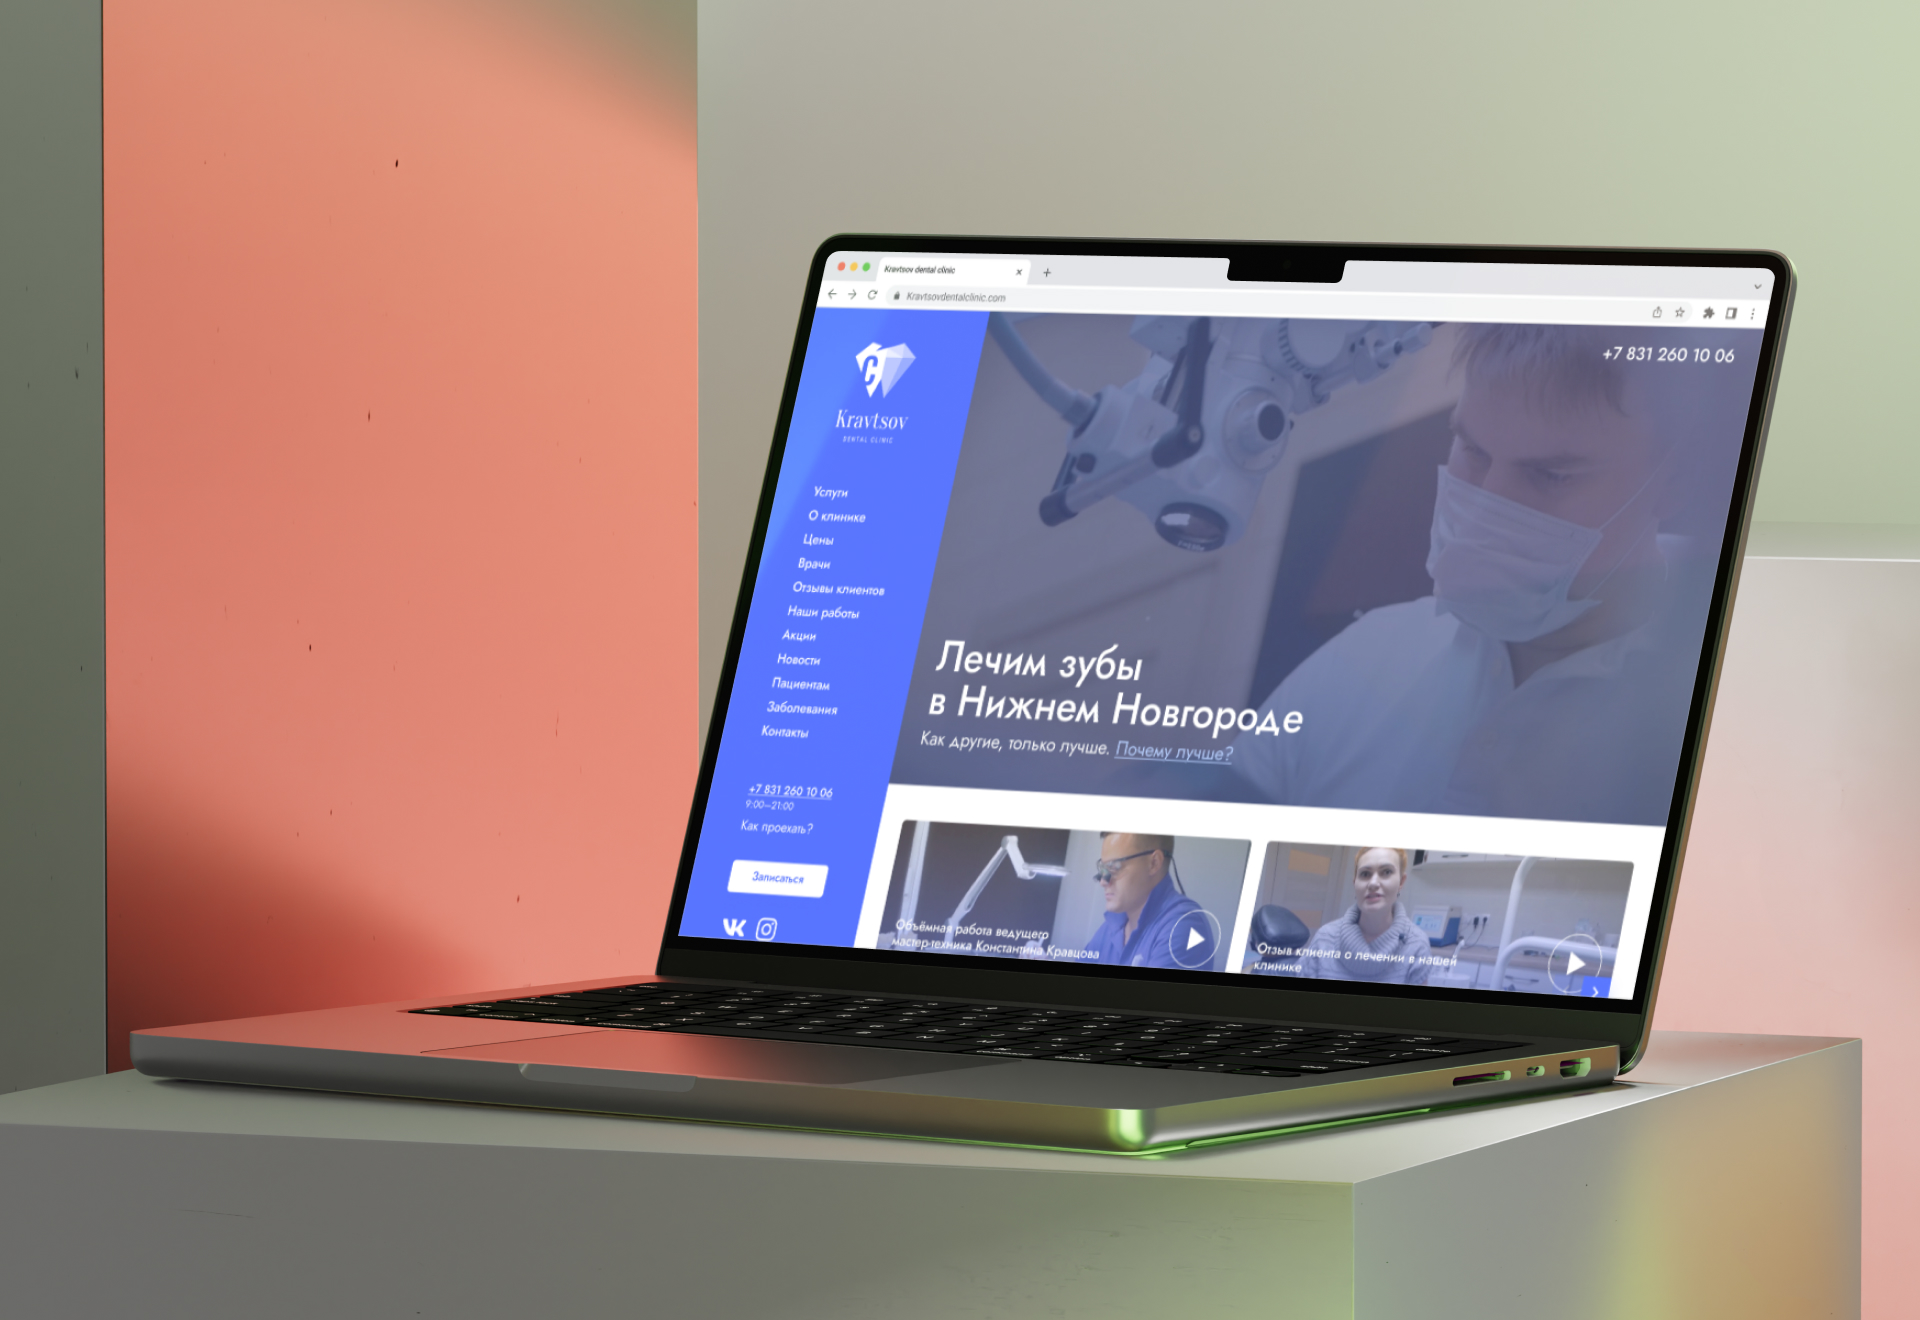 Kravtsov dental clinic
Kravtsovdentalclinic.com
Kravtsov
DENTAL CLINIC
Услуги
О клинике
Цены
Врачи
Отзывы клиентов
Наши работы
Акции
Новости
Пациентам
Заболевания
Контакты
+7 831 260 10 06
9:00—21:00
Как проехать?
Записаться
+7 831 260 10 06
Лечим зубы
в Нижнем Новгороде
Как другие, только лучше. Почему лучше?
Объёмная работа ведущего
мастер-техника Константина Кравцова
Отзыв клиента о лечении в нашей
клинике